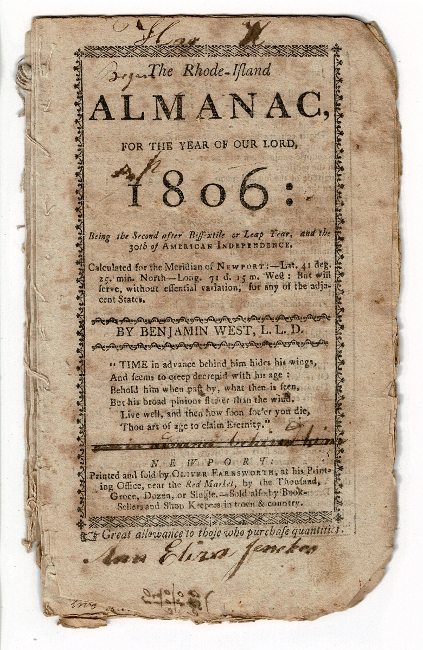 The Rhode-Iſland
ALMANAC,
FOR THE YEAR OF OUR LORD,
1806:
Being the Second after Biſſextile or Leap Year, and the
30th of AMERICAN INDEPENDENCE.
Calculated for the Meridian of NEWPORT:—Lat. 41 deg.
25. min. North—Long. 71 d. 15 m. Weſt: But will
ſerve, without eſſential variation, for any of the adja-
cent States.
BY BENJAMIN WEST, L. L. D.
" TIME in advance behind him hides his wings,
And ſeems to creep decrepid with his age:
Behold him when paſt by, what then is ſeen,
But his broad pinions ſwifter than the wind.
Live well, and then how ſoon ſoe'er you die,
Thou art of age to claim Eternity."
NEWPORT:
Printed and ſold by OLIVER FARNSWORTH, at his Print-
ing Office, near the Red Market, by the Thouſand,
Groce, Dozen, or Single.—Sold alſo by Book-
Sellers and Shop Keepers in town & country.
☞ Great allowance to thoſe who purchaſe quantities.
Ann Eliza Jenckes